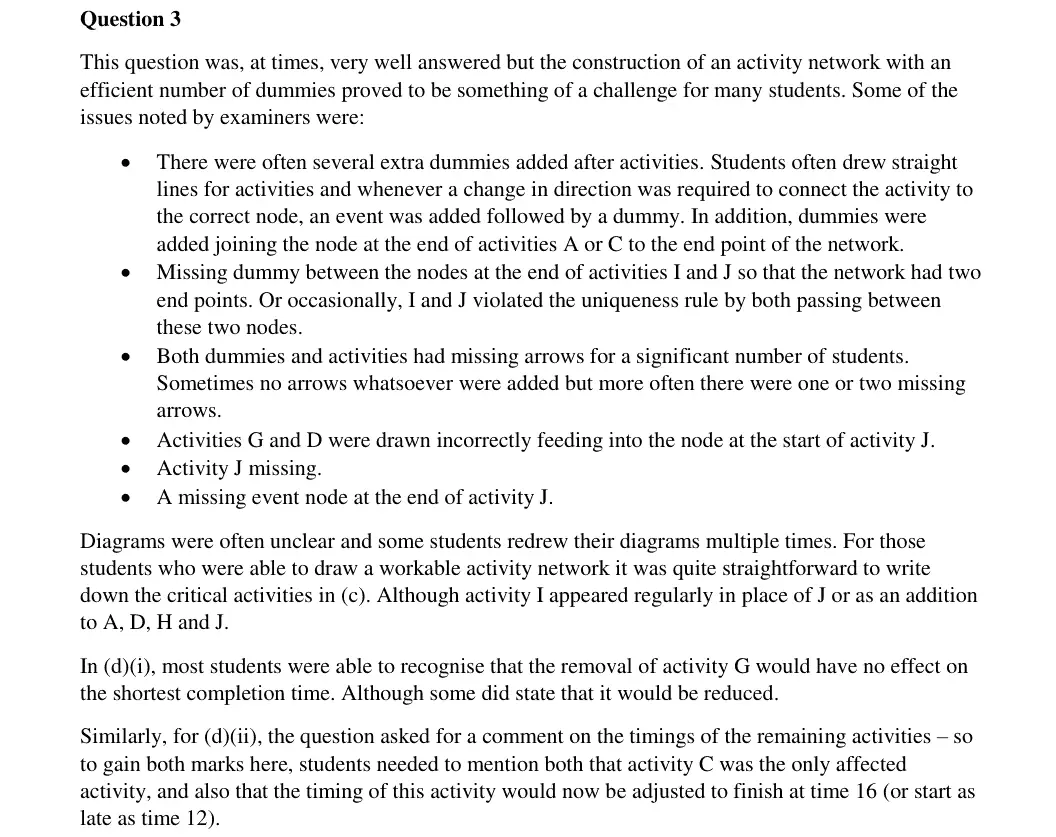 Question 3
This question was, at times, very well answered but the construction of an activity network with an
efficient number of dummies proved to be something of a challenge for many students. Some of the
issues noted by examiners were:
• There were often several extra dummies added after activities. Students often drew straight
lines for activities and whenever a change in direction was required to connect the activity to
the correct node, an event was added followed by a dummy. In addition, dummies were
added joining the node at the end of activities A or C to the end point of the network.
• Missing dummy between the nodes at the end of activities I and J so that the network had two
end points. Or occasionally, I and J violated the uniqueness rule by both passing between
these two nodes.
• Both dummies and activities had missing arrows for a significant number of students.
Sometimes no arrows whatsoever were added but more often there were one or two missing
arrows.
• Activities G and D were drawn incorrectly feeding into the node at the start of activity J.
• Activity J missing.
• A missing event node at the end of activity J.
Diagrams were often unclear and some students redrew their diagrams multiple times. For those
students who were able to draw a workable activity network it was quite straightforward to write
down the critical activities in (c). Although activity I appeared regularly in place of J or as an addition
to A, D, H and J.
In (d)(i), most students were able to recognise that the removal of activity G would have no effect on
the shortest completion time. Although some did state that it would be reduced.
Similarly, for (d)(ii), the question asked for a comment on the timings of the remaining activities – so
to gain both marks here, students needed to mention both that activity C was the only affected
activity, and also that the timing of this activity would now be adjusted to finish at time 16 (or start as
late as time 12).